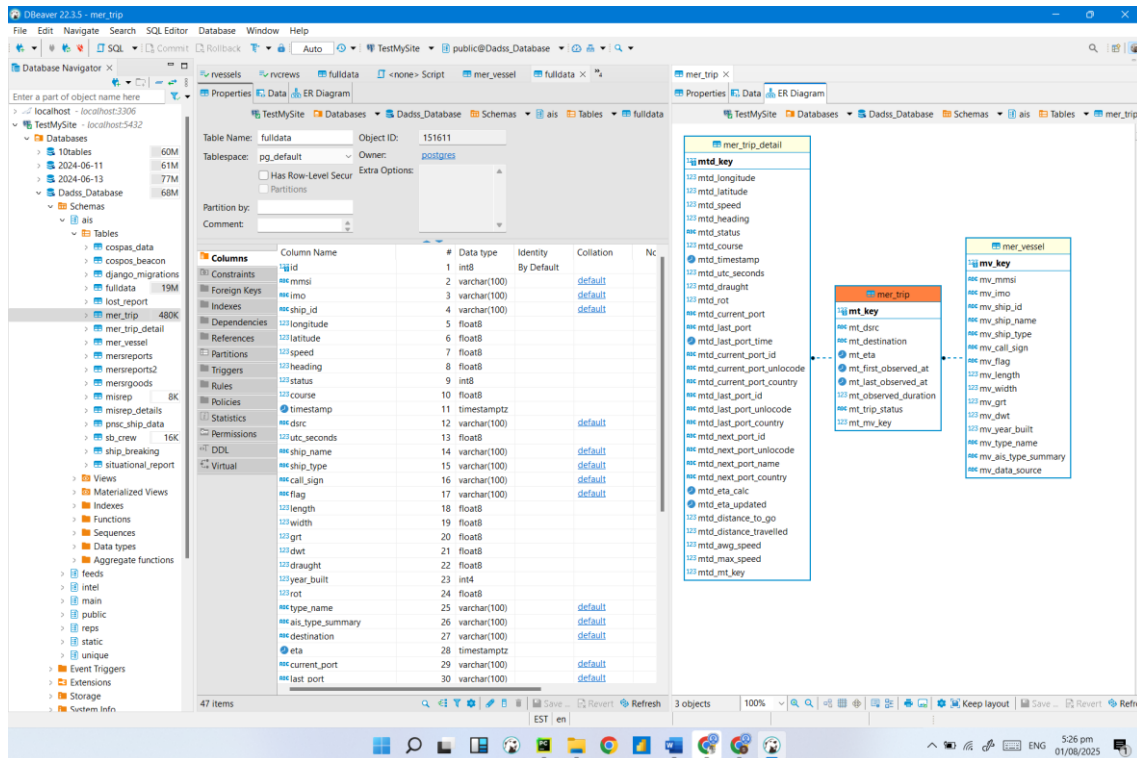 DBeaver 22.3.5 - mer_trip
File Edit Navigate Search SQL Editor Database Window Help
SQL Commit Rollback Auto TestMySite public@Dadss_Database
Database Navigator
Enter a part of object name here
localhost - localhost:3306
TestMySite - localhost:5432
Databases
10tables 60M
2024-06-11 61M
2024-06-13 77M
Dadss_Database 68M
Schemas
ais
Tables
cospas_data
cospos_beacon
django_migrations
fulldata 19M
lost_report
mer_trip 480K
mer_trip_detail
mer_vessel
mersreports
mersreports2
mersrgoods
misrep 8K
misrep_details
pnsc_ship_data
sb_crew 16K
ship_breaking
situational_report
Views
Materialized Views
Indexes
Functions
Sequences
Data types
Aggregate functions
feeds
intel
main
public
reps
static
unique
Event Triggers
Extensions
Storage
System Info
rvessels rvcrews fulldata <none> Script mer_vessel fulldata
Properties Data ER Diagram
TestMySite Databases Dadss_Database Schemas ais Tables fulldata
Table Name: fulldata Object ID: 151611
Tablespace: pg_default Owner: postgres
Has Row-Level Secur Extra Options:
Partitions
Partition by:
Comment:
Columns
Constraints
Foreign Keys
Indexes
Dependencies
References
Partitions
Triggers
Rules
Policies
Statistics
Permissions
DDL
Virtual
Column Name # Data type Identity Collation Nc
id 1 int8 By Default
mmsi 2 varchar(100) default
imo 3 varchar(100) default
ship_id 4 varchar(100) default
longitude 5 float8
latitude 6 float8
speed 7 float8
heading 8 float8
status 9 int8
course 10 float8
timestamp 11 timestamptz
dsrc 12 varchar(100) default
utc_seconds 13 float8
ship_name 14 varchar(100) default
ship_type 15 varchar(100) default
call_sign 16 varchar(100) default
flag 17 varchar(100) default
length 18 float8
width 19 float8
grt 20 float8
dwt 21 float8
draught 22 float8
year_built 23 int4
rot 24 float8
type_name 25 varchar(100) default
ais_type_summary 26 varchar(100) default
destination 27 varchar(100) default
eta 28 timestamptz
current_port 29 varchar(100) default
last_port 30 varchar(100) default
47 items Save ... Revert Refresh
mer_trip
Properties Data ER Diagram
TestMySite Databases Dadss_Database Schemas ais Tables mer_trip
mer_trip_detail
mtd_key
mtd_longitude
mtd_latitude
mtd_speed
mtd_heading
mtd_status
mtd_course
mtd_timestamp
mtd_utc_seconds
mtd_draught
mtd_rot
mtd_current_port
mtd_last_port
mtd_last_port_time
mtd_current_port_id
mtd_current_port_unlocode
mtd_current_port_country
mtd_last_port_id
mtd_last_port_unlocode
mtd_last_port_country
mtd_next_port_id
mtd_next_port_unlocode
mtd_next_port_name
mtd_next_port_country
mtd_eta_calc
mtd_eta_updated
mtd_distance_to_go
mtd_distance_travelled
mtd_awg_speed
mtd_max_speed
mtd_mt_key
mer_trip
mt_key
mt_dsrc
mt_destination
mt_eta
mt_first_observed_at
mt_last_observed_at
mt_observed_duration
mt_trip_status
mt_mv_key
mer_vessel
mv_key
mv_mmsi
mv_imo
mv_ship_id
mv_ship_name
mv_ship_type
mv_call_sign
mv_flag
mv_length
mv_width
mv_grt
mv_dwt
mv_year_built
mv_type_name
mv_ais_type_summary
mv_data_source
3 objects 100% Keep layout Save ... Revert Refr
EST en
ENG 5:26 pm
01/08/2025